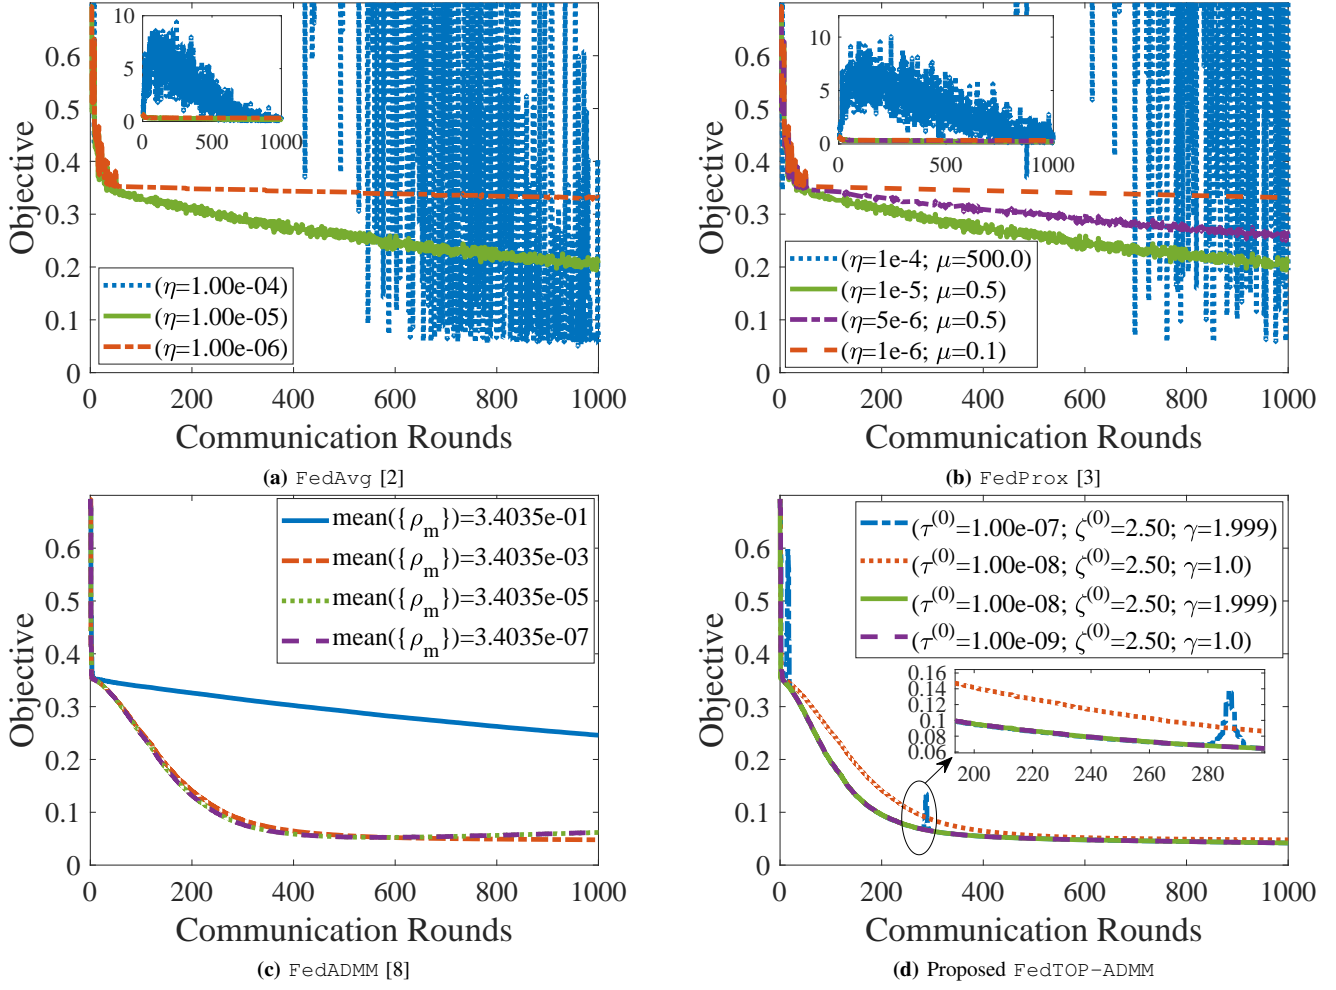 0.6
0.5
0.4
0.3
0.2
0.1
0
Objective
10
5
0
0 500 1000
(η=1.00e-04)
(η=1.00e-05)
(η=1.00e-06)
0 200 400 600 800 1000
Communication Rounds
(a) FedAvg [2]
0.6
0.5
0.4
0.3
0.2
0.1
0
Objective
10
5
0
0 500 1000
(η=1e-4; μ=500.0)
(η=1e-5; μ=0.5)
(η=5e-6; μ=0.5)
(η=1e-6; μ=0.1)
0 200 400 600 800 1000
Communication Rounds
(b) FedProx [3]
0.6
0.5
0.4
0.3
0.2
0.1
0
Objective
mean({ρ_m})=3.4035e-01
mean({ρ_m})=3.4035e-03
mean({ρ_m})=3.4035e-05
mean({ρ_m})=3.4035e-07
0 200 400 600 800 1000
Communication Rounds
(c) FedADMM [8]
0.6
0.5
0.4
0.3
0.2
0.1
0
Objective
(τ^(0)=1.00e-07; ζ^(0)=2.50; γ=1.999)
(τ^(0)=1.00e-08; ζ^(0)=2.50; γ=1.0)
(τ^(0)=1.00e-08; ζ^(0)=2.50; γ=1.999)
(τ^(0)=1.00e-09; ζ^(0)=2.50; γ=1.0)
0.16
0.14
0.12
0.1
0.08
0.06
200 220 240 260 280
0 200 400 600 800 1000
Communication Rounds
(d) Proposed FedTOP-ADMM